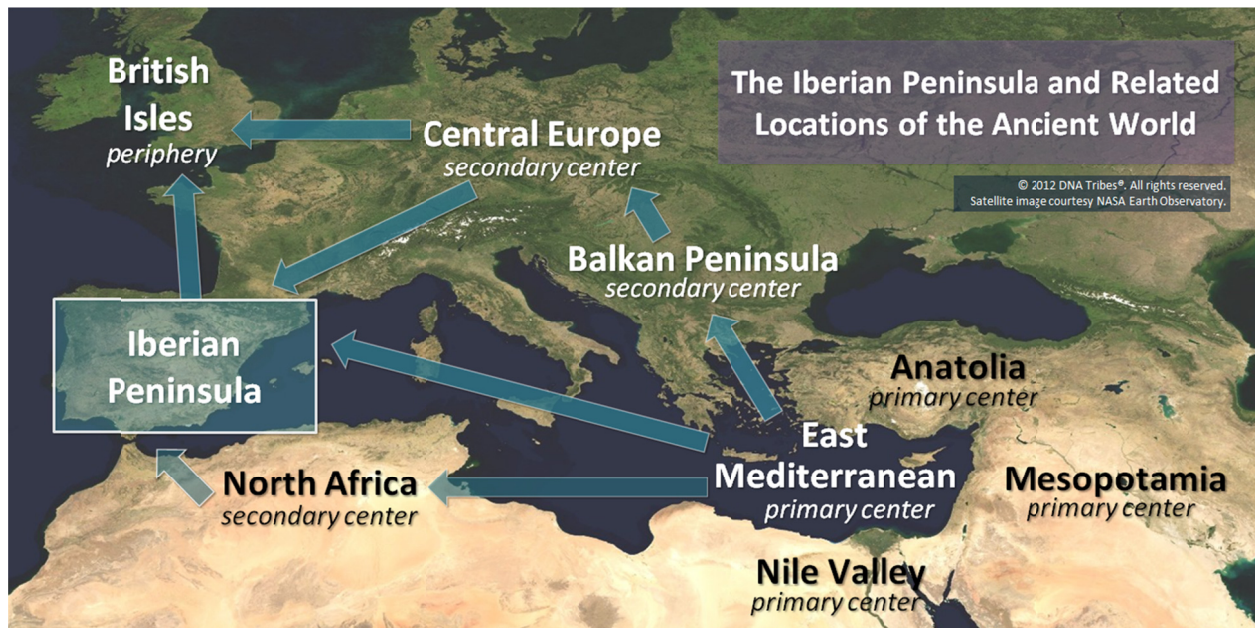 The Iberian Peninsula and Related
Locations of the Ancient World
© 2012 DNA Tribes®. All rights reserved.
Satellite image courtesy NASA Earth Observatory.
British
Isles
periphery
Central Europe
secondary center
Balkan Peninsula
secondary center
Iberian
Peninsula
Anatolia
primary center
East
Mediterranean
primary center
Mesopotamia
primary center
North Africa
secondary center
Nile Valley
primary center